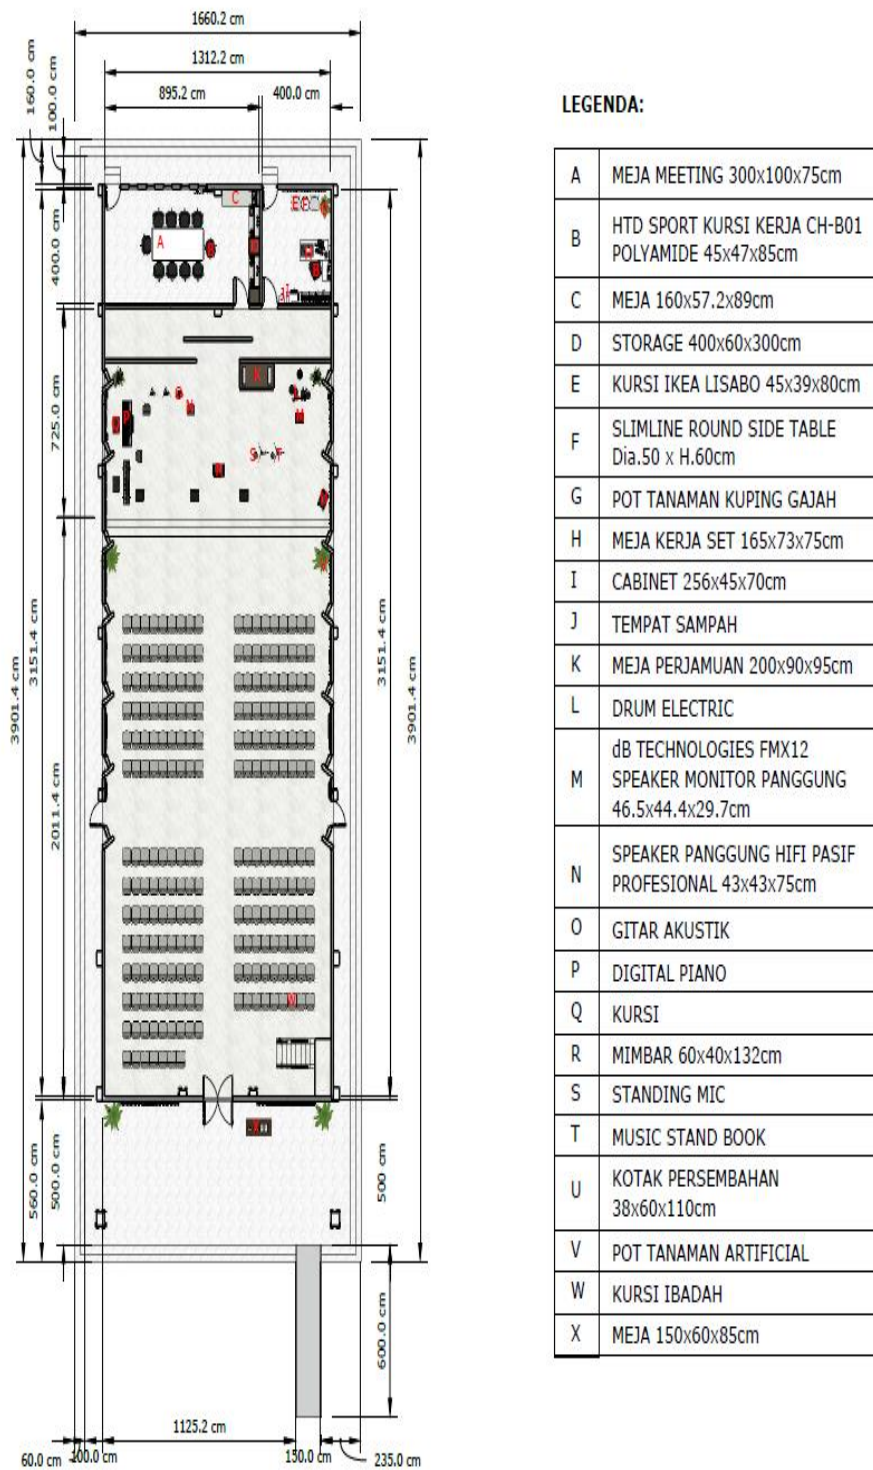 1660.2 cm
1312.2 cm
895.2 cm
400.0 cm
160.0 cm
100.0 cm
400.0 cm
725.0 cm
3901.4 cm
3151.4 cm
2011.4 cm
3151.4 cm
3901.4 cm
560.0 cm
500.0 cm
500 cm
600.0 cm
1125.2 cm
60.0 cm
100.0 cm
150.0 cm
235.0 cm
A
C
E
F
J
K
S
T
W
X
LEGENDA:
A MEJA MEETING 300x100x75cm
B HTD SPORT KURSI KERJA CH-B01
POLYAMIDE 45x47x85cm
C MEJA 160x57.2x89cm
D STORAGE 400x60x300cm
E KURSI IKEA LISABO 45x39x80cm
F SLIMLINE ROUND SIDE TABLE
Dia.50 x H.60cm
G POT TANAMAN KUPING GAJAH
H MEJA KERJA SET 165x73x75cm
I CABINET 256x45x70cm
J TEMPAT SAMPAH
K MEJA PERJAMUAN 200x90x95cm
L DRUM ELECTRIC
M dB TECHNOLOGIES FMX12
SPEAKER MONITOR PANGGUNG
46.5x44.4x29.7cm
N SPEAKER PANGGUNG HIFI PASIF
PROFESIONAL 43x43x75cm
O GITAR AKUSTIK
P DIGITAL PIANO
Q KURSI
R MIMBAR 60x40x132cm
S STANDING MIC
T MUSIC STAND BOOK
U KOTAK PERSEMBAHAN
38x60x110cm
V POT TANAMAN ARTIFICIAL
W KURSI IBADAH
X MEJA 150x60x85cm